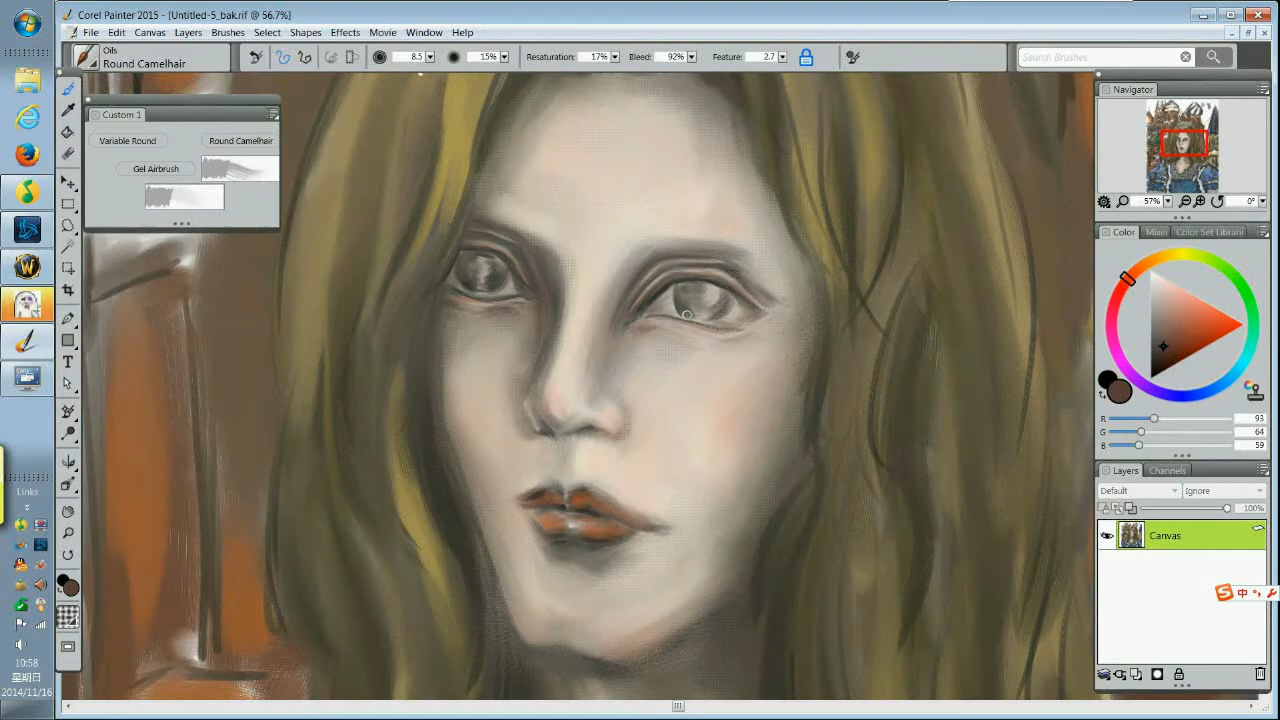 Corel Painter 2015 - [Untitled-5_bak.rif @ 56.7%]
File Edit Canvas Layers Brushes Select Shapes Effects Movie Window Help
Oils
Round Camelhair
8.5
15%
Resaturation: 17%
Bleed: 92%
Feature: 2.7
Search Brushes
Custom 1
Variable Round
Round Camelhair
Gel Airbrush
Navigator
57%
0°
Color Mixer Color Set Librari
R 93
G 64
B 59
Layers Channels
Default Ignore
100%
Canvas
中
Links
10:58
星期日
2014/11/16